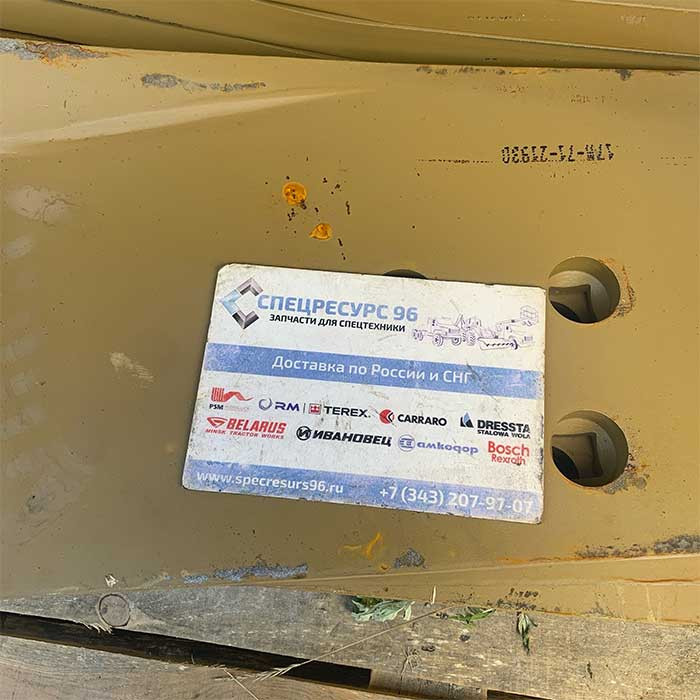 17M-71-21930
СПЕЦРЕСУРС 96
ЗАПЧАСТИ ДЛЯ СПЕЦТЕХНИКИ
Доставка по России и СНГ
PSM RM TEREX CARRARO DRESSTA
STALOWA WOLA
BELARUS ИВАНОВЕЦ амкодор Bosch
MINSK TRACTOR WORKS Rexroth
www.specresurs96.ru +7 (343) 207-97-07